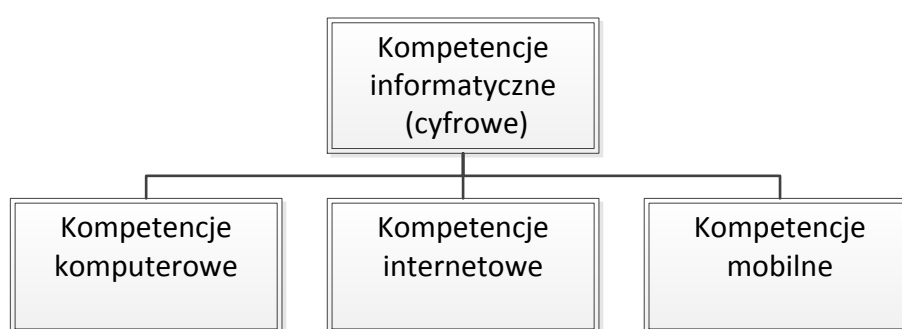 Kompetencje
informatyczne
(cyfrowe)
Kompetencje
komputerowe
Kompetencje
internetowe
Kompetencje
mobilne